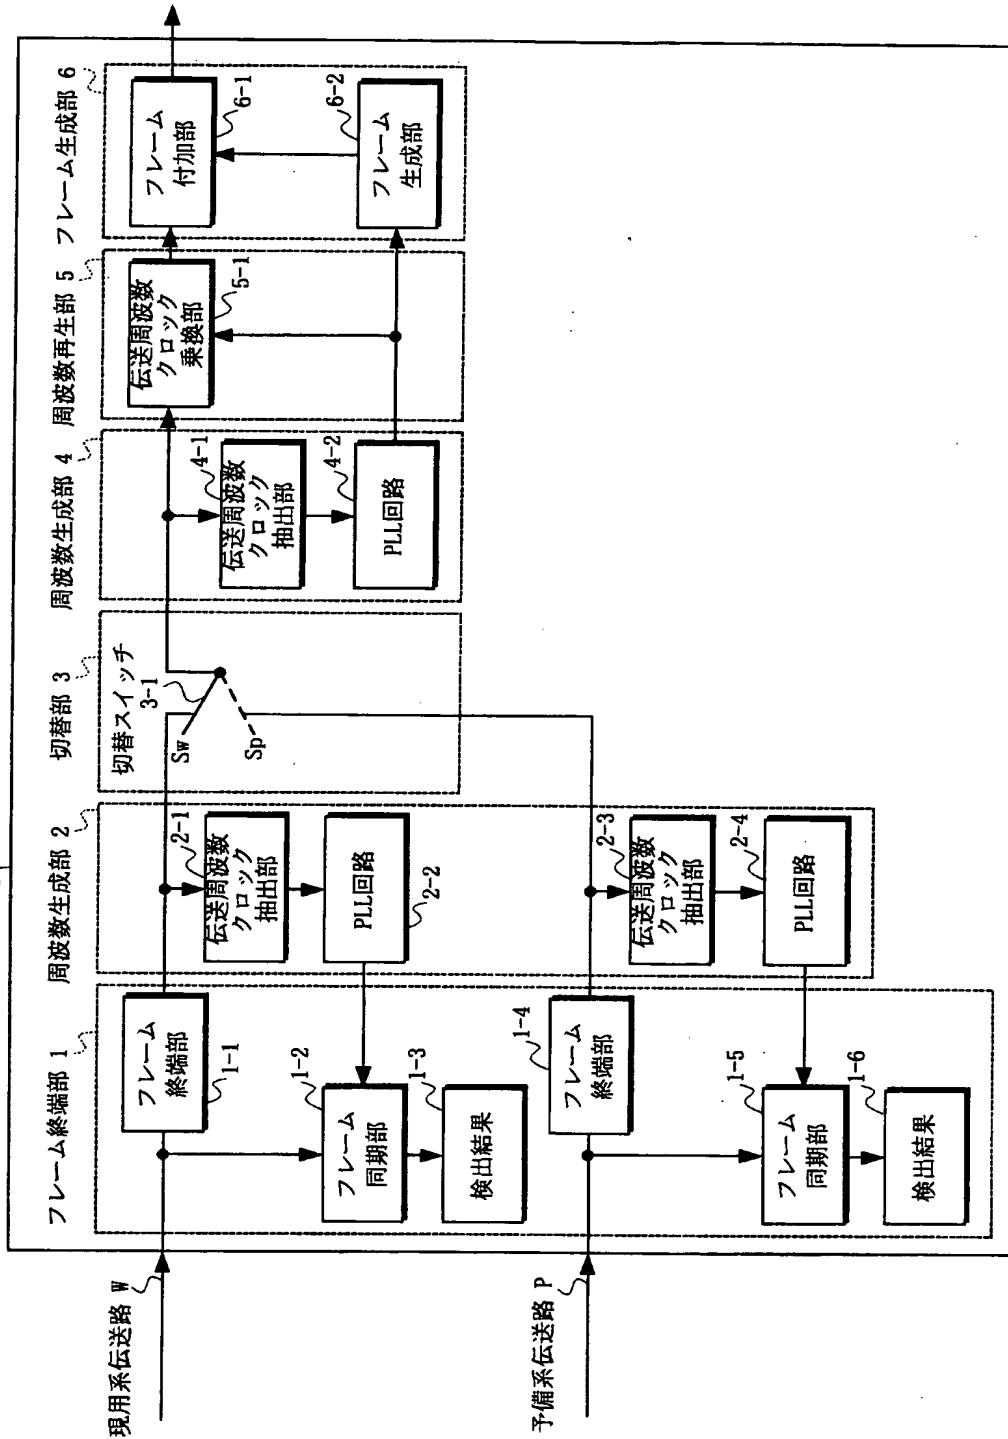 現用系伝送路 W
予備系伝送路 P
フレーム終端部 1
フレーム
終端部
1-1
フレーム
同期部
1-2
検出結果
1-3
フレーム
終端部
1-4
フレーム
同期部
1-5
検出結果
1-6
周波数生成部 2
伝送周波数
クロック
抽出部
2-1
PLL回路
2-2
伝送周波数
クロック
抽出部
2-3
PLL回路
2-4
切替部 3
切替スイッチ
3-1
Sw
Sp
周波数生成部 4
伝送周波数
クロック
抽出部
4-1
PLL回路
4-2
周波数再生部 5
伝送周波数
クロック
乗換部
5-1
フレーム生成部 6
フレーム
付加部
6-1
フレーム
生成部
6-2